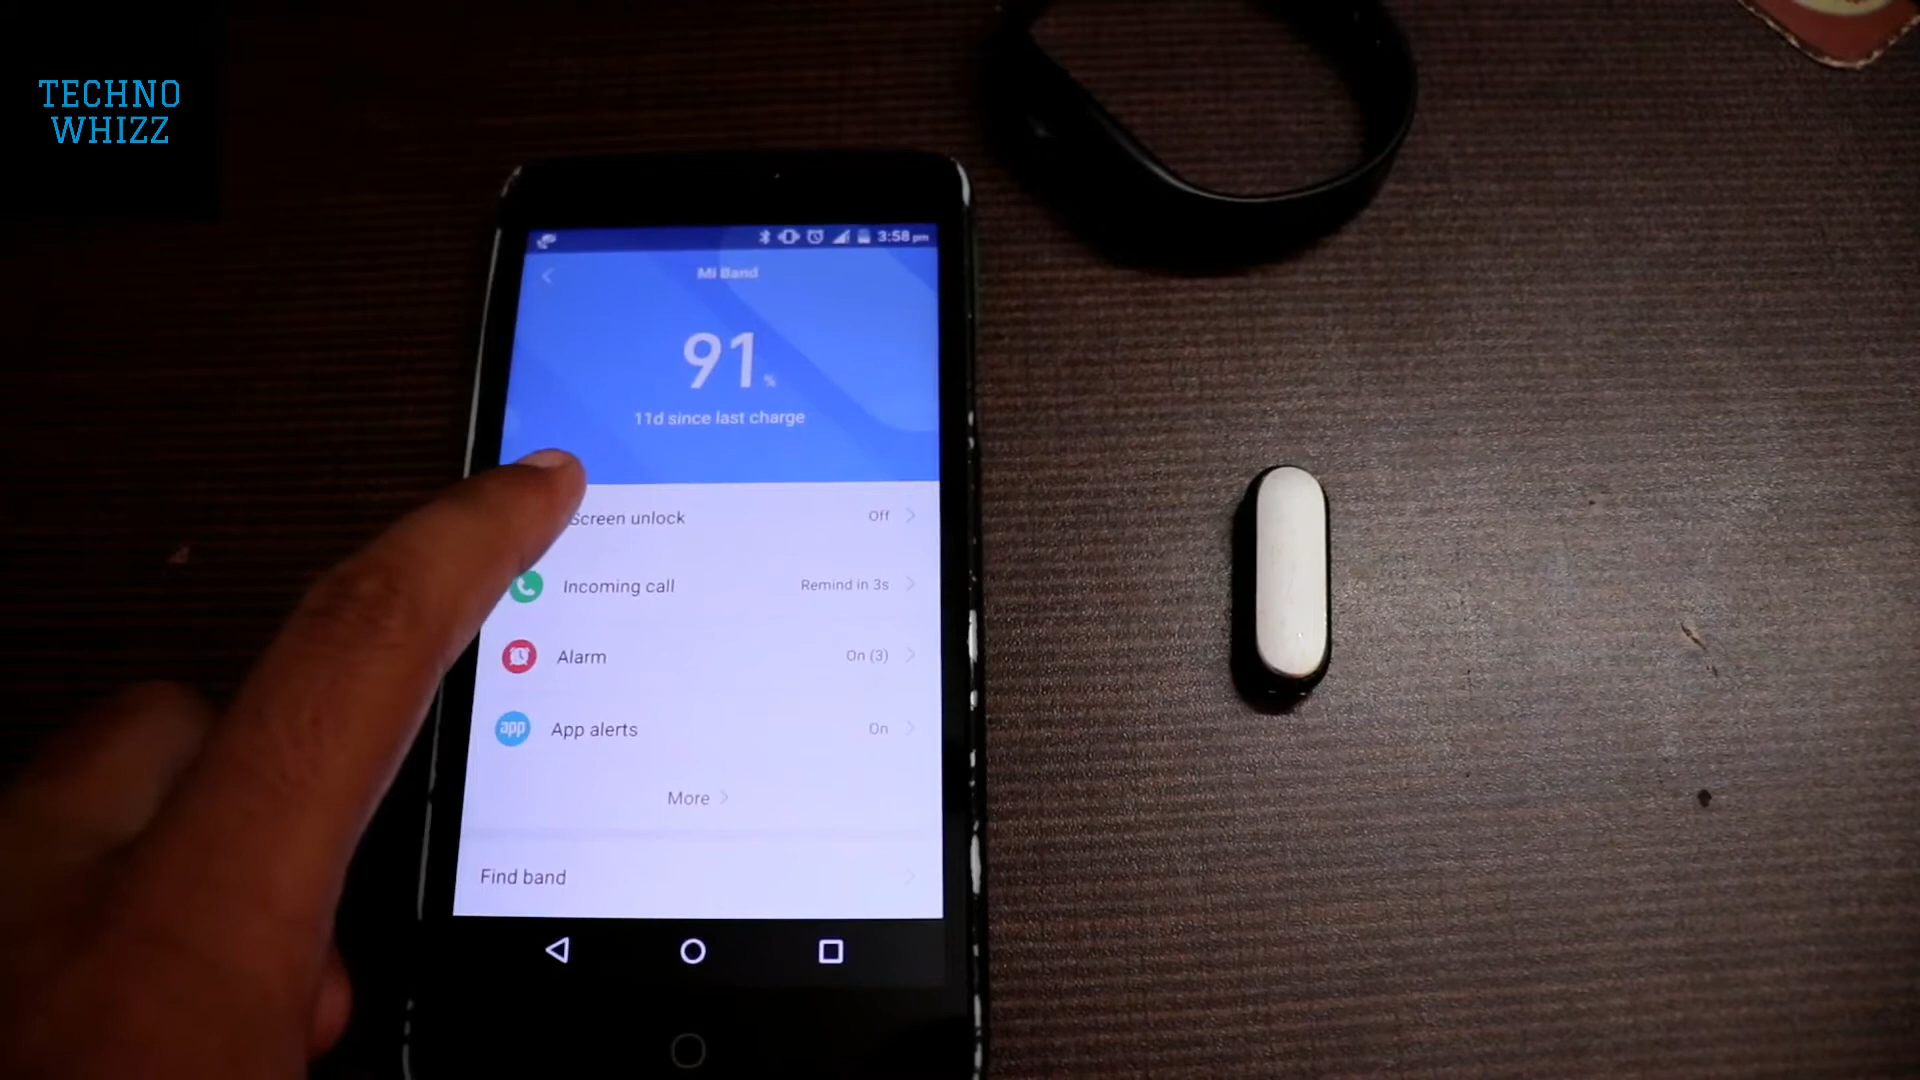 TECHNO
WHIZZ
3:58 pm
Mi Band
91 %
11d since last charge
Screen unlock Off
Incoming call Remind in 3s
Alarm On (3)
app App alerts On
More
Find band